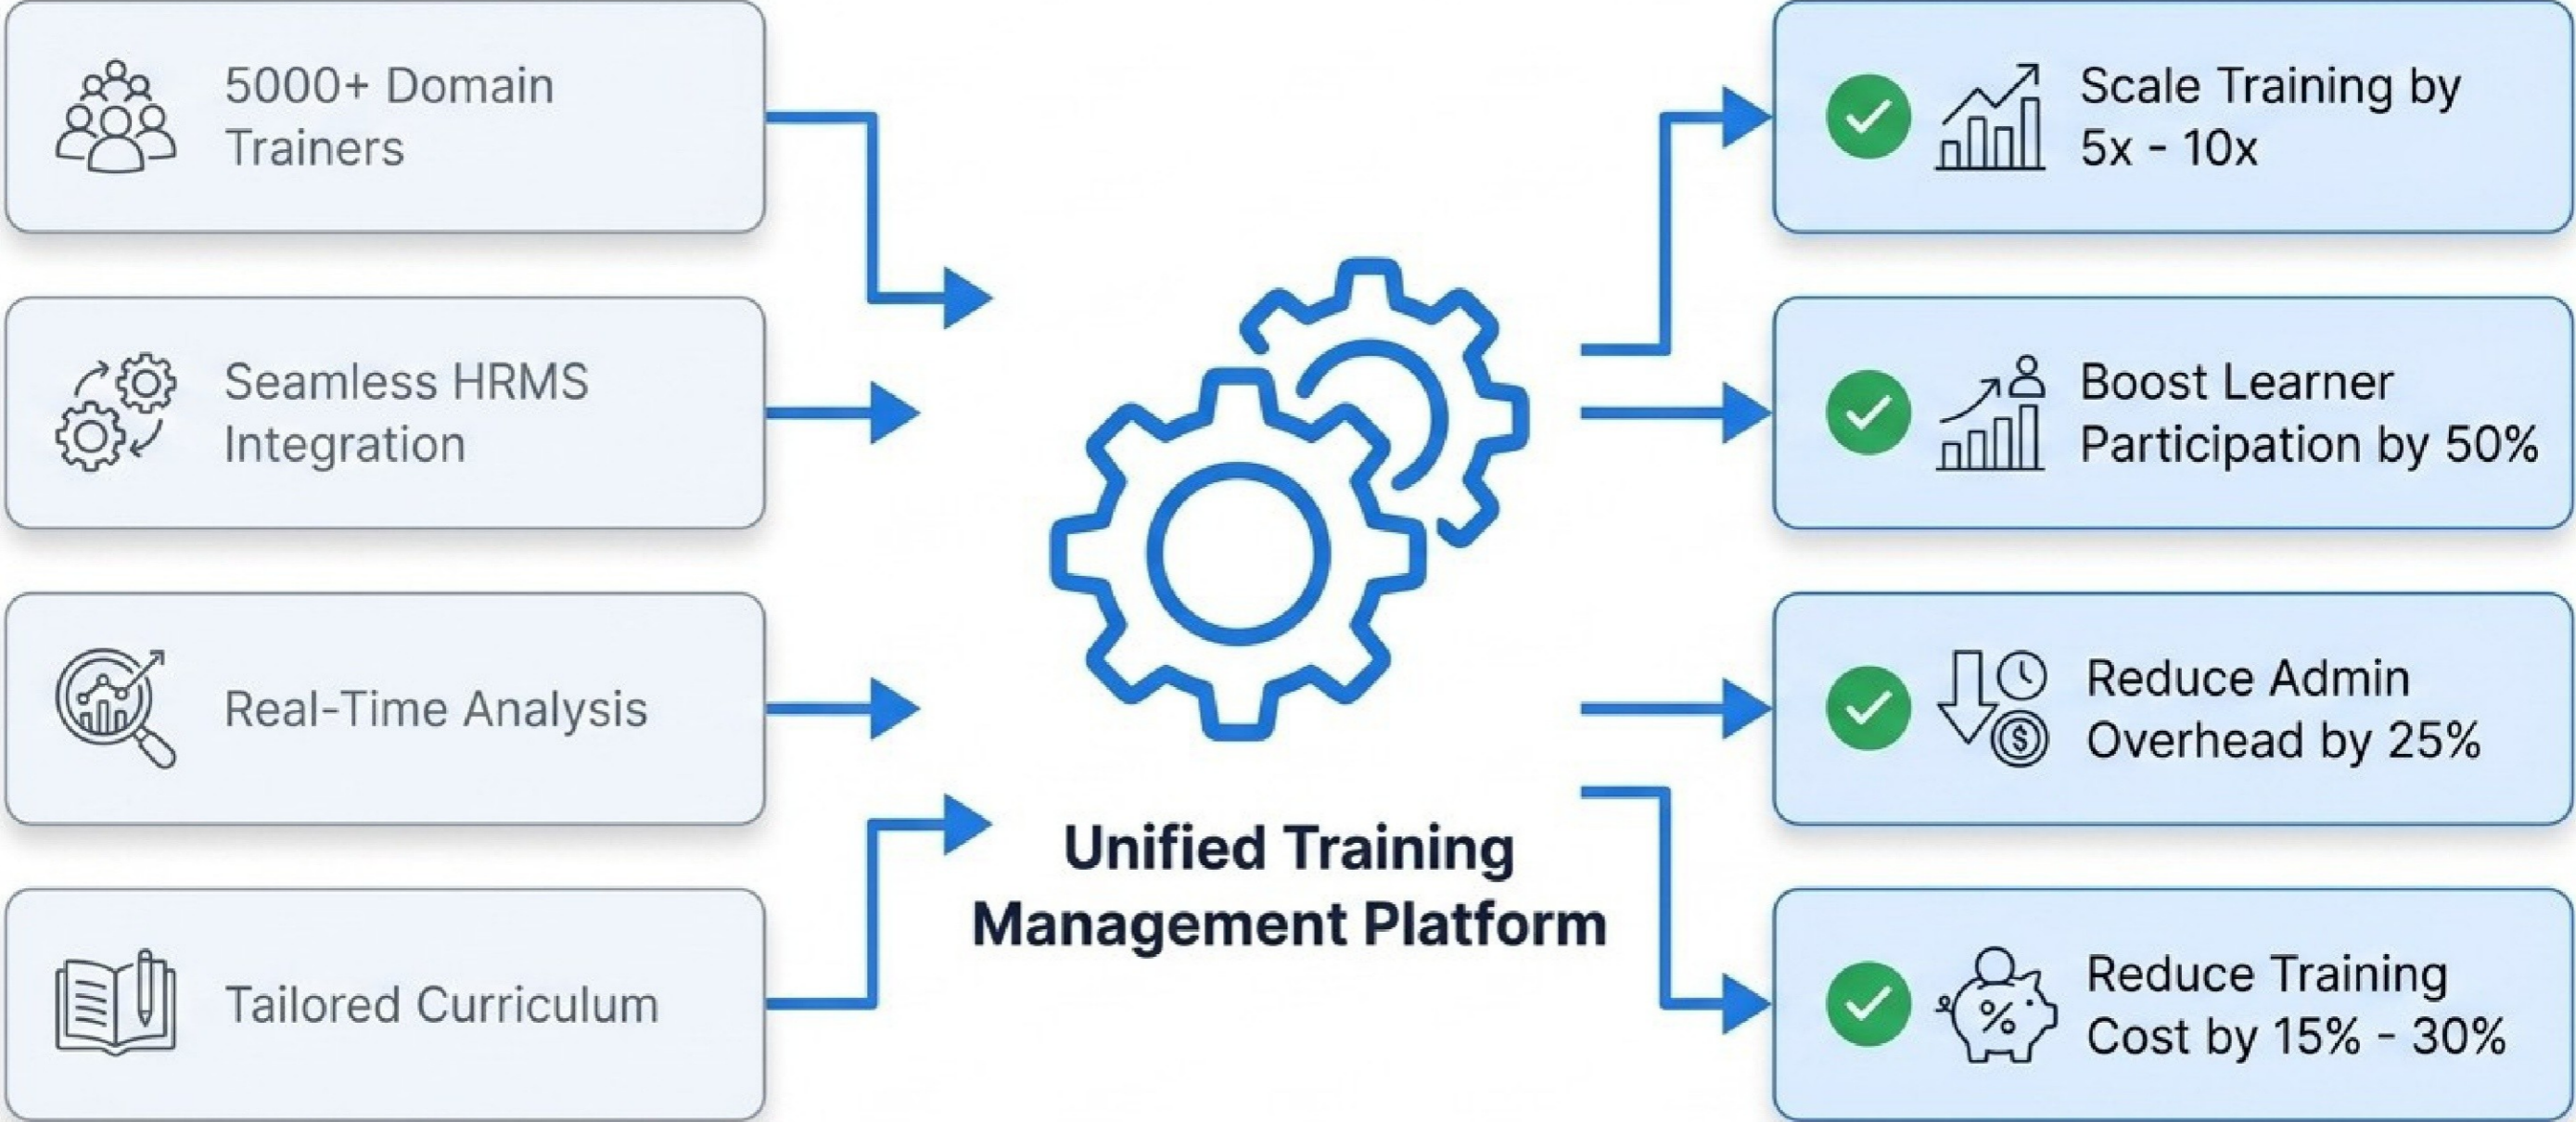 5000+ Domain
Trainers
Seamless HRMS
Integration
Real-Time Analysis
Tailored Curriculum
Unified Training
Management Platform
Scale Training by
5x - 10x
Boost Learner
Participation by 50%
Reduce Admin
Overhead by 25%
Reduce Training
Cost by 15% - 30%